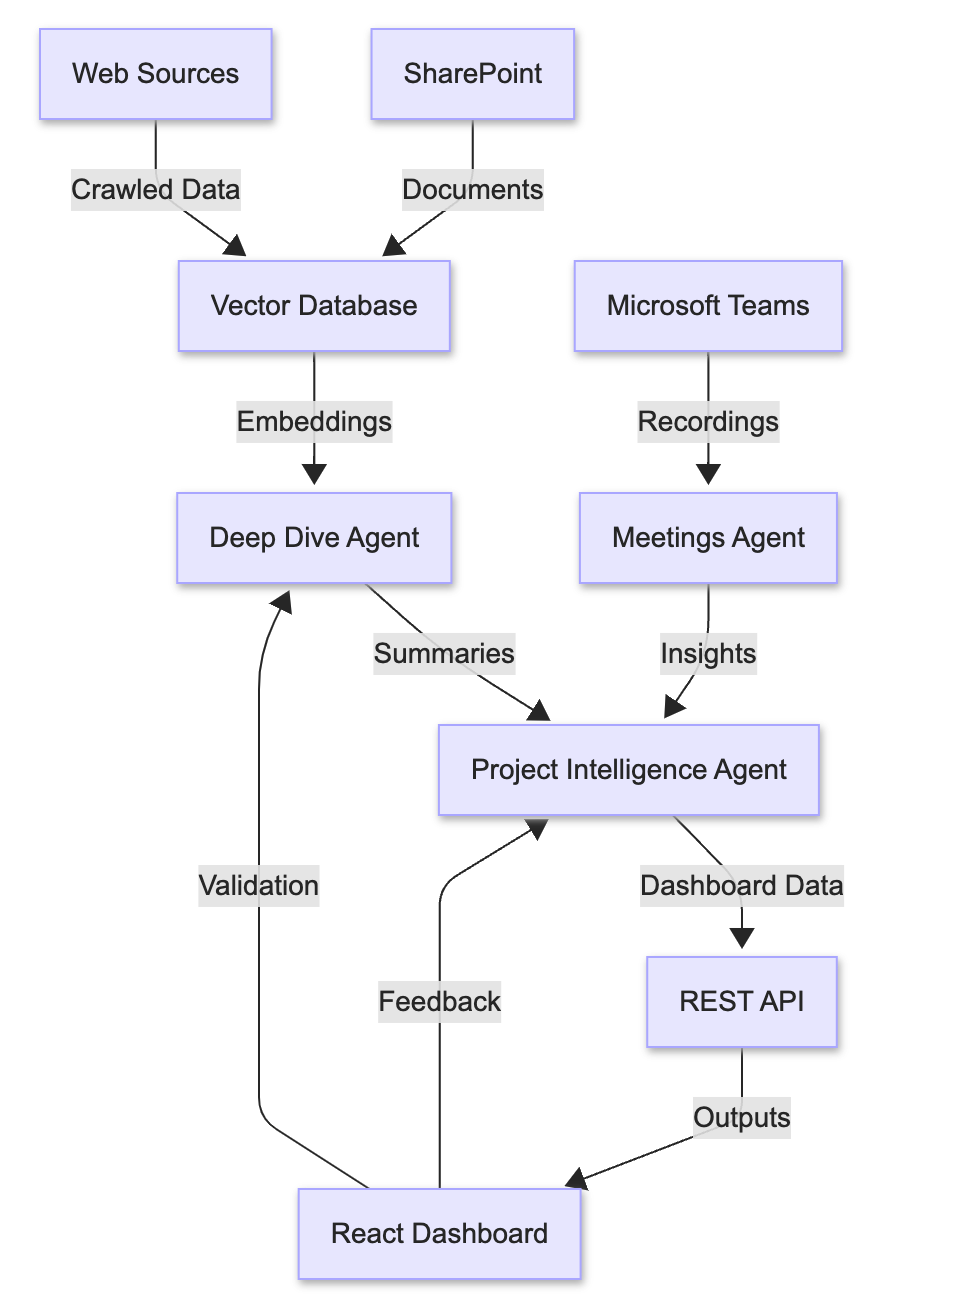 Web Sources
SharePoint
Crawled Data
Documents
Vector Database
Microsoft Teams
Embeddings
Recordings
Deep Dive Agent
Meetings Agent
Summaries
Insights
Project Intelligence Agent
Validation
Dashboard Data
Feedback
REST API
Outputs
React Dashboard